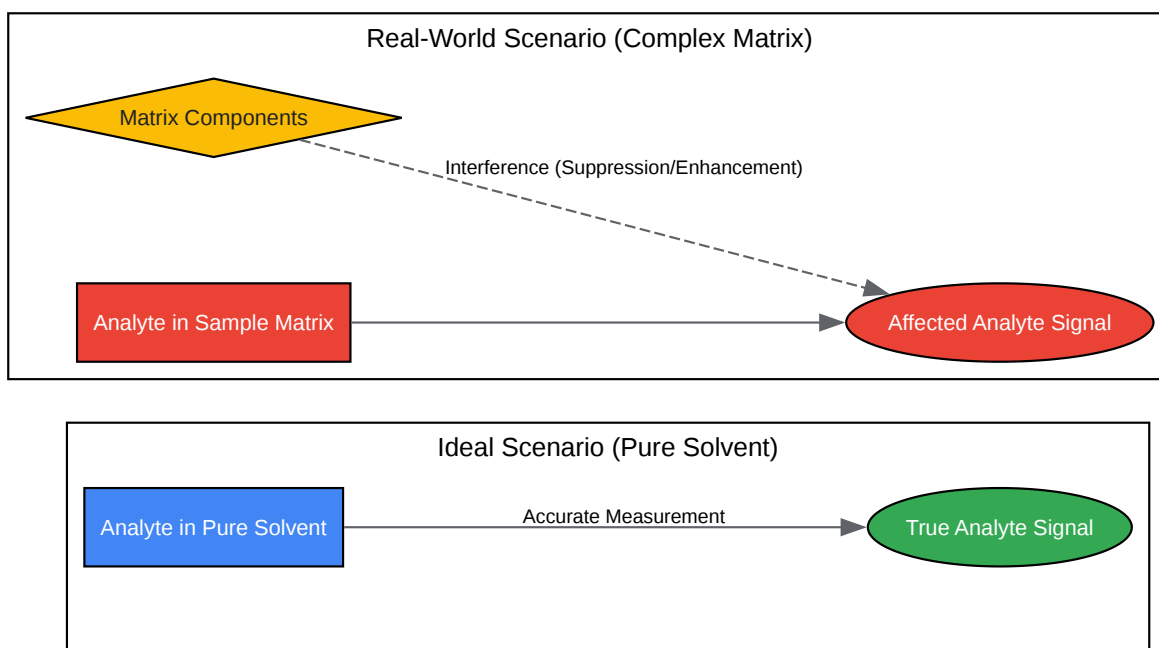 Real-World Scenario (Complex Matrix)
Matrix Components
Interference (Suppression/Enhancement)
Analyte in Sample Matrix
Affected Analyte Signal
Ideal Scenario (Pure Solvent)
Analyte in Pure Solvent
Accurate Measurement
True Analyte Signal